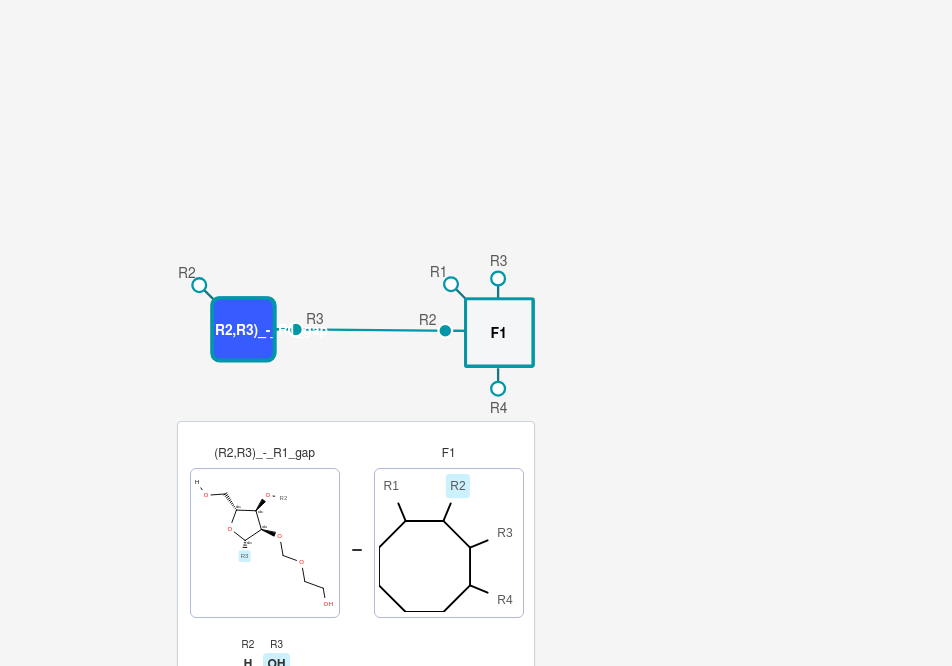 R2
R1
R3
R3
R2
R2,R3)_-_R1_gap
F1
R4
(R2,R3)_-_R1_gap
F1
H
O
O
R2
O
O
R3
O
OH
R1
R2
R3
R4
–
R2 R3
H OH